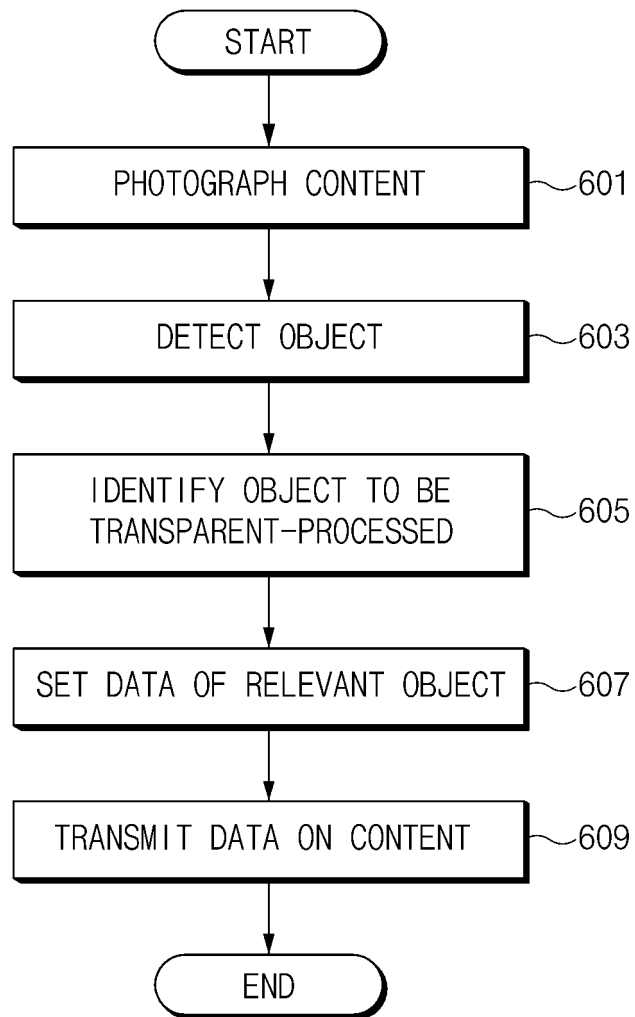 START
PHOTOGRAPH CONTENT
601
DETECT OBJECT
603
IDENTIFY OBJECT TO BE
TRANSPARENT-PROCESSED
605
SET DATA OF RELEVANT OBJECT
607
TRANSMIT DATA ON CONTENT
609
END